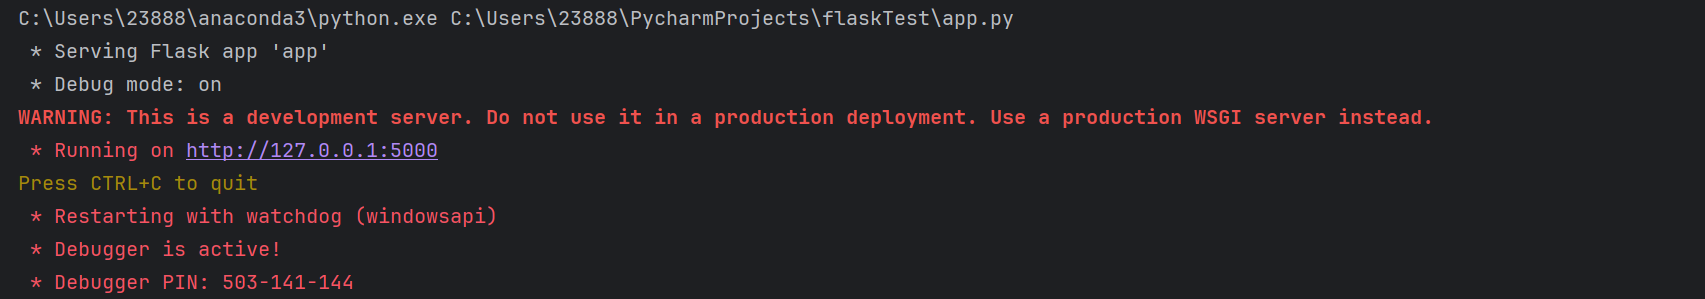 C:\Users\23888\anaconda3\python.exe C:\Users\23888\PycharmProjects\flaskTest\app.py
 * Serving Flask app 'app'
 * Debug mode: on
WARNING: This is a development server. Do not use it in a production deployment. Use a production WSGI server instead.
 * Running on http://127.0.0.1:5000
Press CTRL+C to quit
 * Restarting with watchdog (windowsapi)
 * Debugger is active!
 * Debugger PIN: 503-141-144